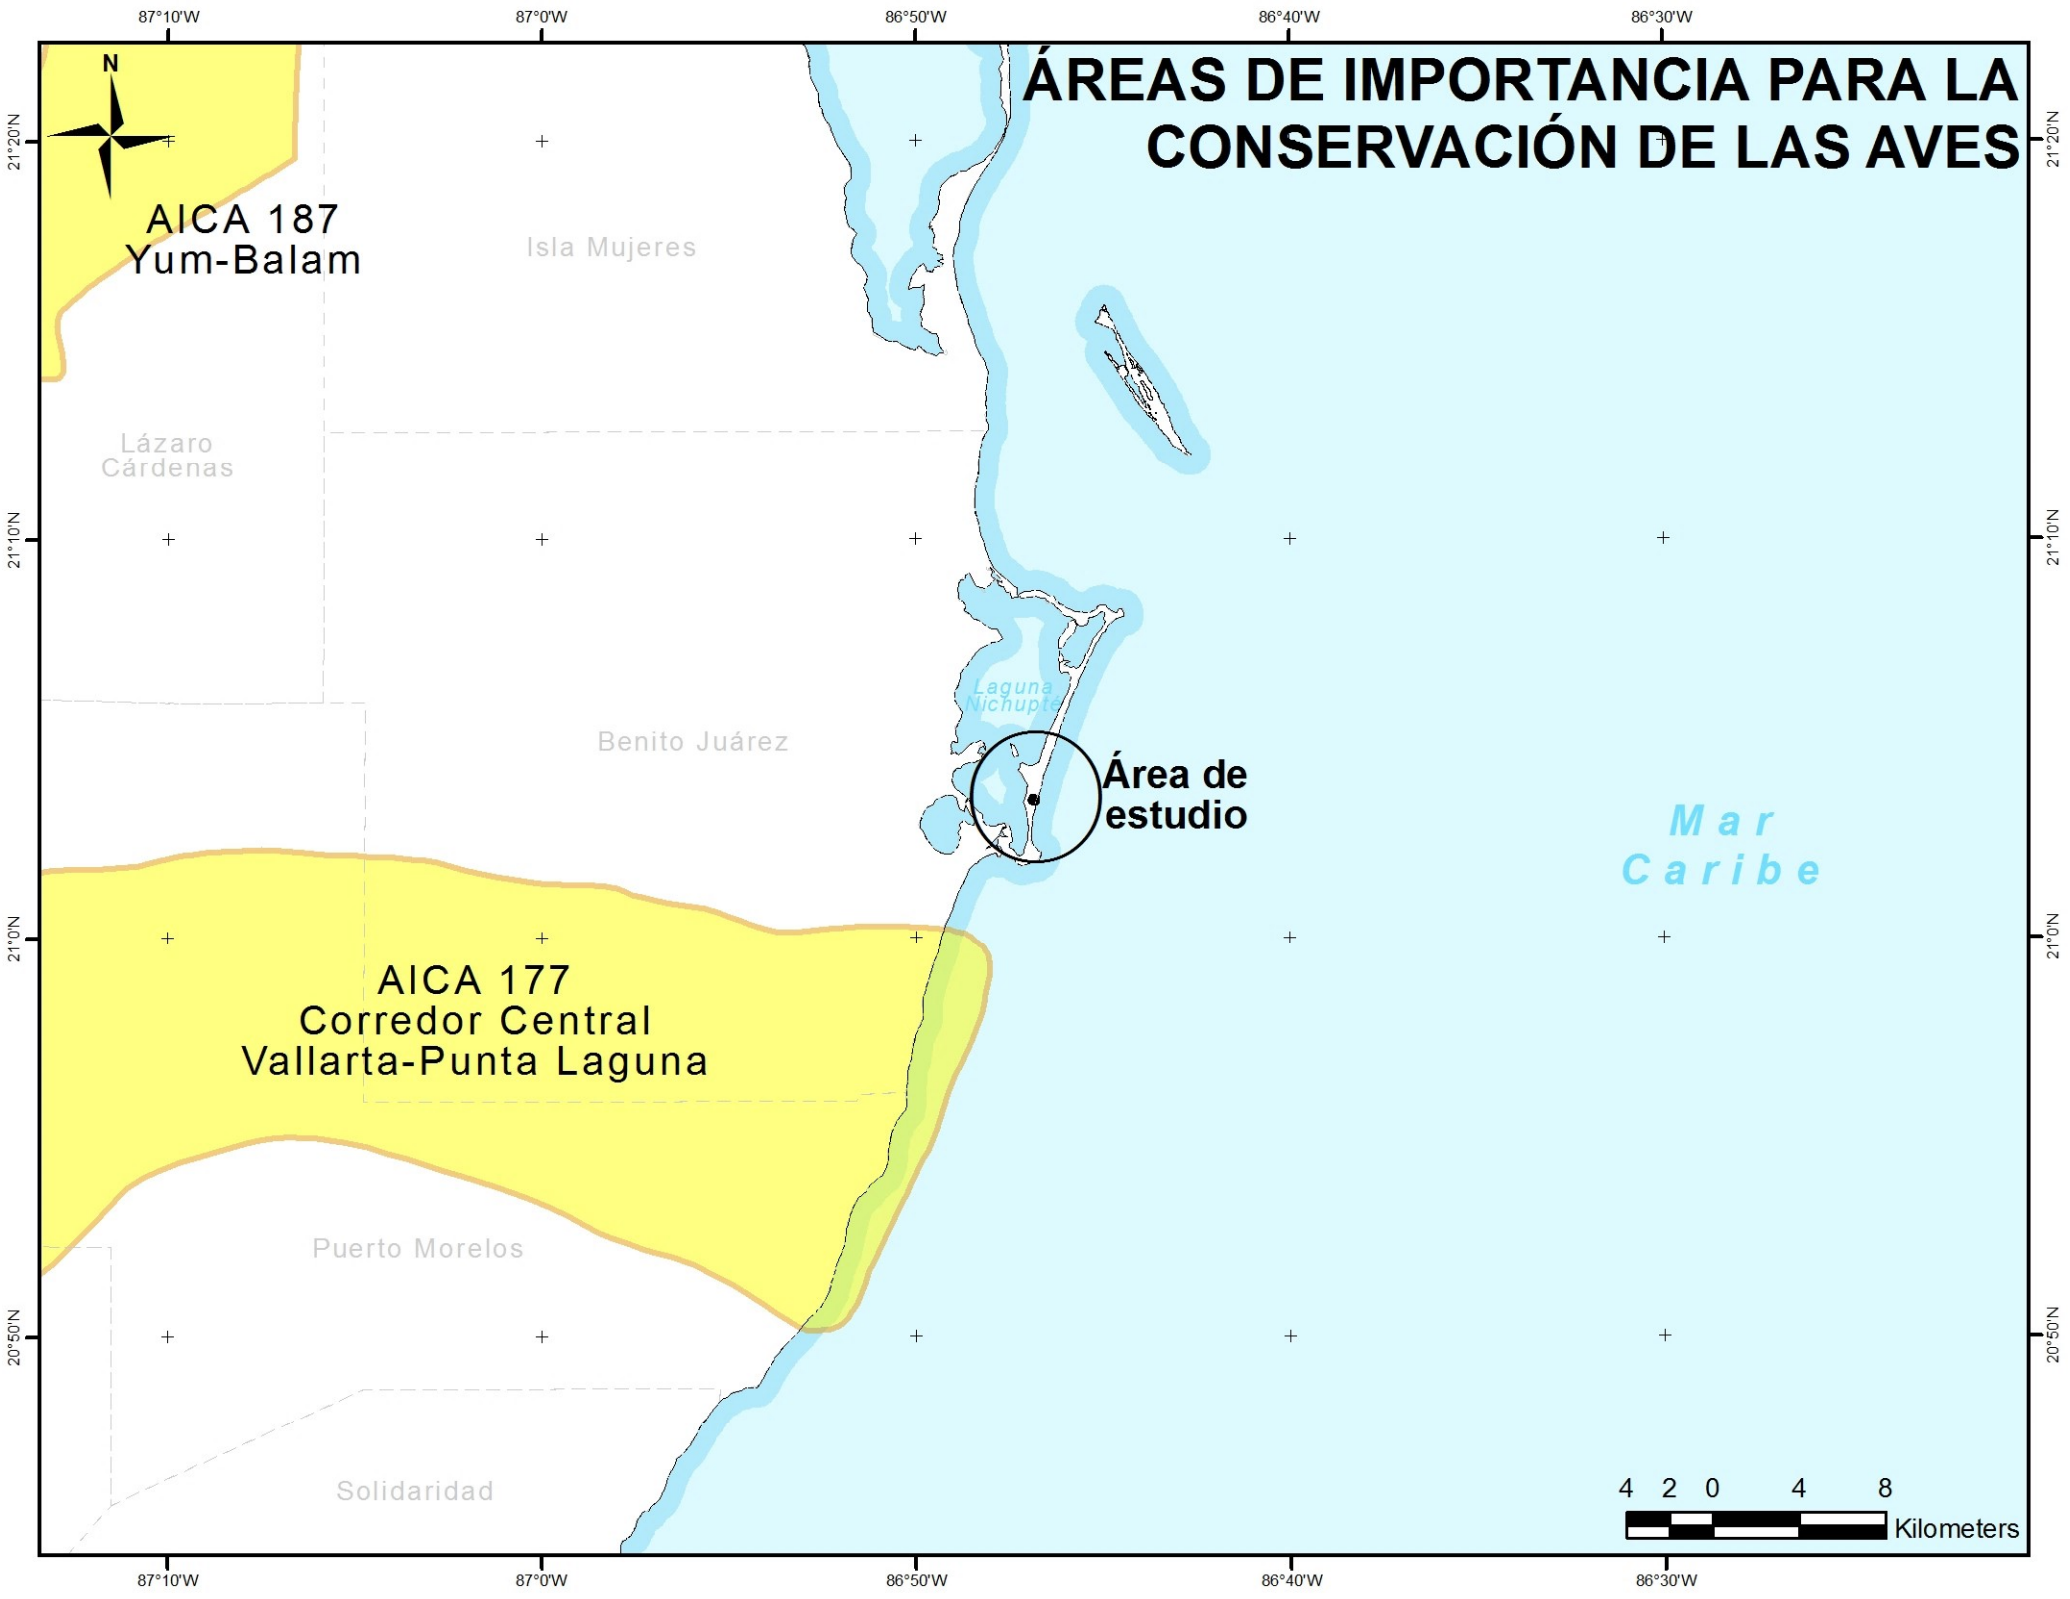 87°10'W 87°0'W 86°50'W 86°40'W 86°30'W
ÁREAS DE IMPORTANCIA PARA LA
CONSERVACIÓN DE LAS AVES
N
21°20'N
21°20'N
AICA 187
Yum-Balam
Isla Mujeres
Lázaro
Cárdenas
21°10'N
21°10'N
Laguna
Nichupté
Benito Juárez
Área de
estudio
Mar
Caribe
21°0'N
21°0'N
AICA 177
Corredor Central
Vallarta-Punta Laguna
Puerto Morelos
20°50'N
20°50'N
Solidaridad
4 2 0 4 8
Kilometers
87°10'W 87°0'W 86°50'W 86°40'W 86°30'W